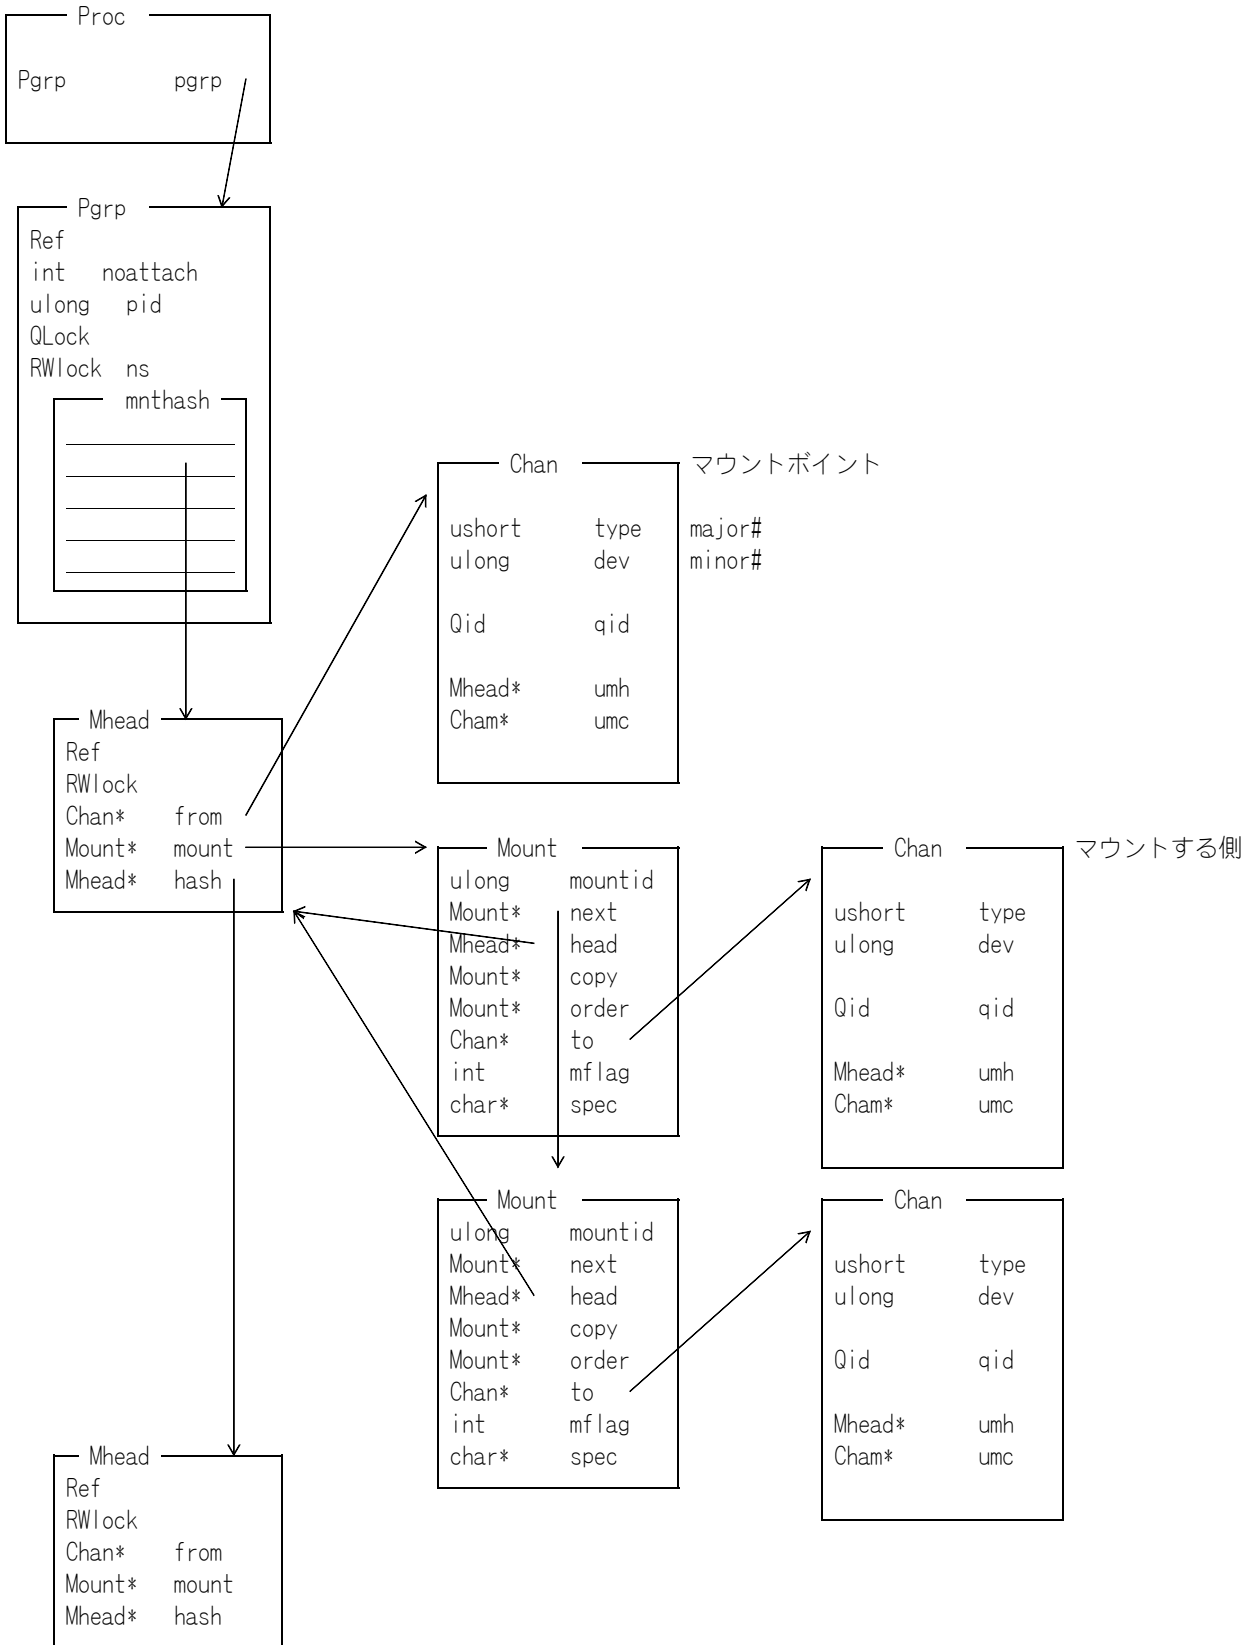 Proc
Pgrp pgrp
Pgrp
Ref
int noattach
ulong pid
QLock
RWlock ns
mnthash
Chan マウントボイント
ushort type major#
ulong dev minor#
Qid qid
Mhead* umh
Cham* umc
Mhead
Ref
RWlock
Chan* from
Mount* mount
Mhead* hash
Mount
ulong mountid
Mount* next
Mhead* head
Mount* copy
Mount* order
Chan* to
int mflag
char* spec
Chan マウントする側
ushort type
ulong dev
Qid qid
Mhead* umh
Cham* umc
Mount
ulong mountid
Mount* next
Mhead* head
Mount* copy
Mount* order
Chan* to
int mflag
char* spec
Chan
ushort type
ulong dev
Qid qid
Mhead* umh
Cham* umc
Mhead
Ref
RWlock
Chan* from
Mount* mount
Mhead* hash